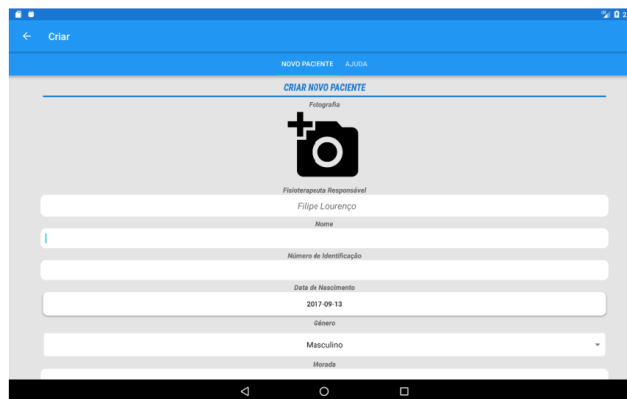 Criar
NOVO PACIENTE AJUDA
CRIAR NOVO PACIENTE
Fotografia
Fisioterapeuta Responsável
Filipe Lourenço
Nome
Número de Identificação
Data de Nascimento
2017-09-13
Género
Masculino
Morada